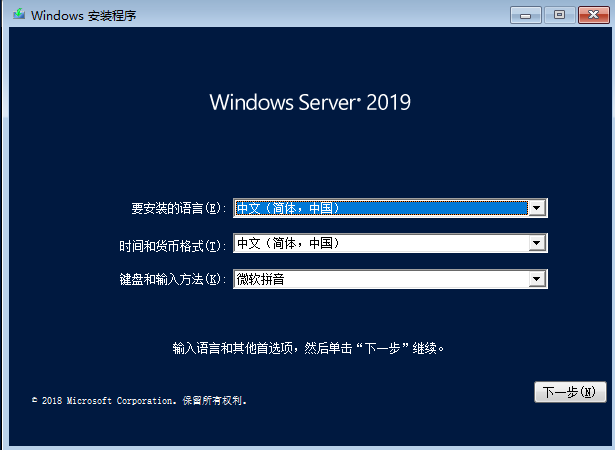 Windows 安装程序
Windows Server® 2019
要安装的语言(E): 中文(简体，中国)
时间和货币格式(T): 中文(简体，中国)
键盘和输入方法(K): 微软拼音
输入语言和其他首选项，然后单击“下一步”继续。
下一步(N)
© 2018 Microsoft Corporation. 保留所有权利。